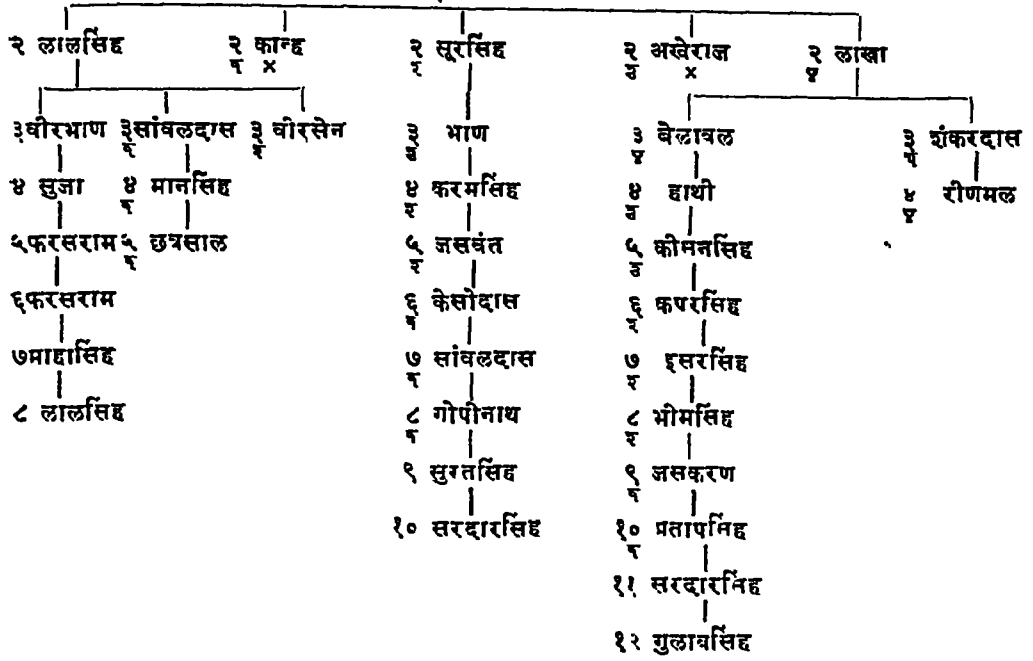 २ लालसिंह २ कान्ह २ सूरसिंह २ अखेराज २ लाखा
× ×
३वीरभाण ३सांवलदास ३ वीरसेन ३ भाण ३ वेलावल ३ शंकरदास
४ सुजा ४ मानसिंह ४ करमसिंह ४ हाथी ४ रीणमल
५फरसराम ५ छत्रसाल ५ जसवंत ५ कीमनसिंह
६फरसराम ६ केसोदास ६ कपरसिंह
७माहासिंह ७ सांवलदास ७ इसरसिंह
८ लालसिंह ८ गोपीनाथ ८ भीमसिंह
९ सुरतसिंह ९ जसकरण
१० सरदारसिंह १० प्रतापसिंह
११ सरदारसिंह
१२ गुलाबसिंह